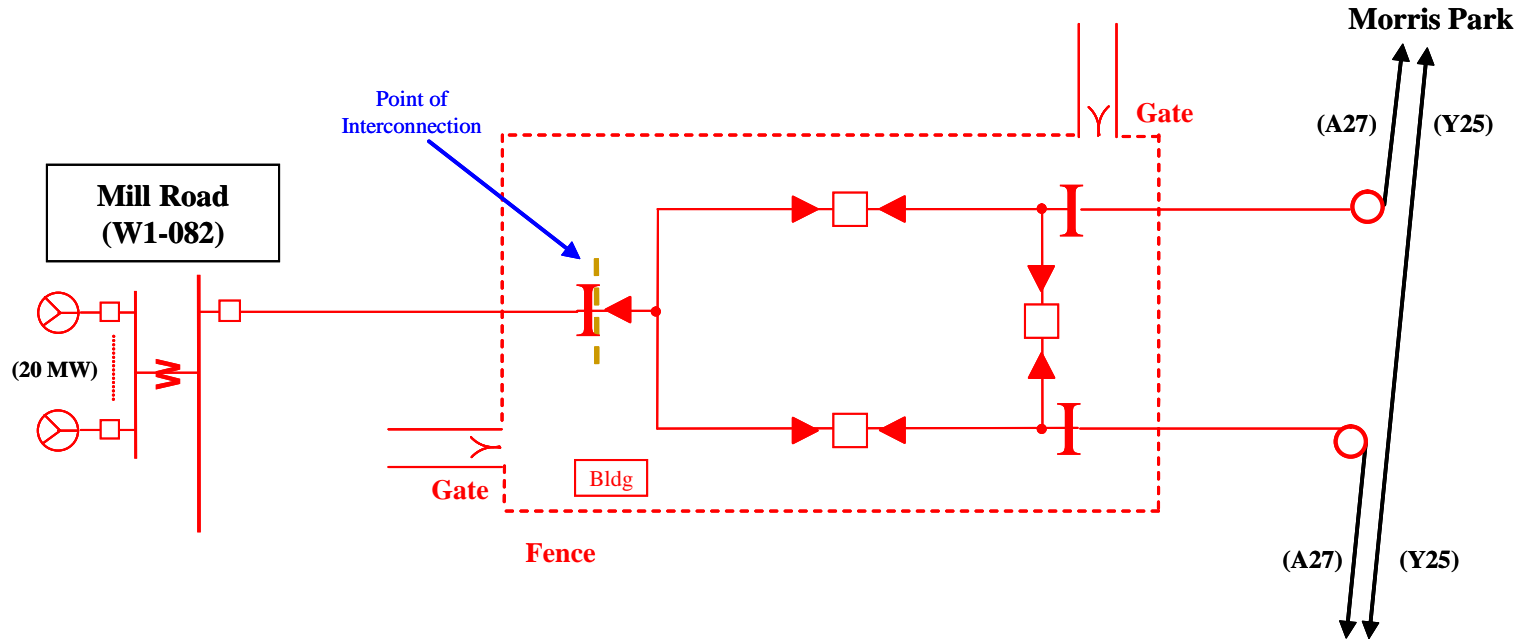 Morris Park
Point of
Interconnection
Gate
(A27)
(Y25)
Mill Road
(W1-082)
(20 MW)
Gate
Bldg
Fence
(A27)
(Y25)